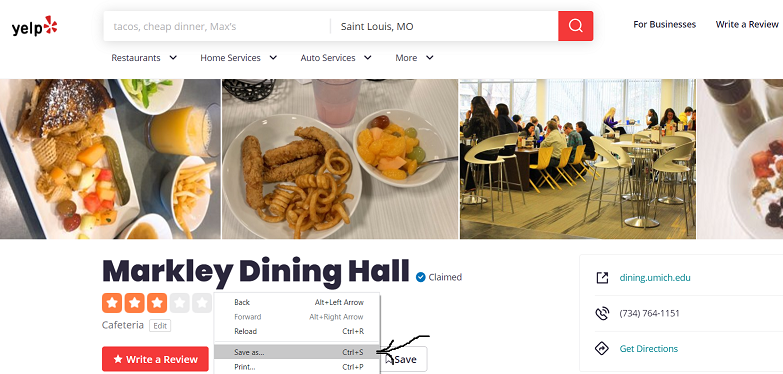 yelp
tacos, cheap dinner, Max's
Saint Louis, MO
For Businesses
Write a Review
Restaurants
Home Services
Auto Services
More
Markley Dining Hall
Claimed
dining.umich.edu
Cafeteria
Edit
(734) 764-1151
Back Alt+Left Arrow
Forward Alt+Right Arrow
Reload Ctrl+R
Save as... Ctrl+S
Print... Ctrl+P
Write a Review
Save
Get Directions